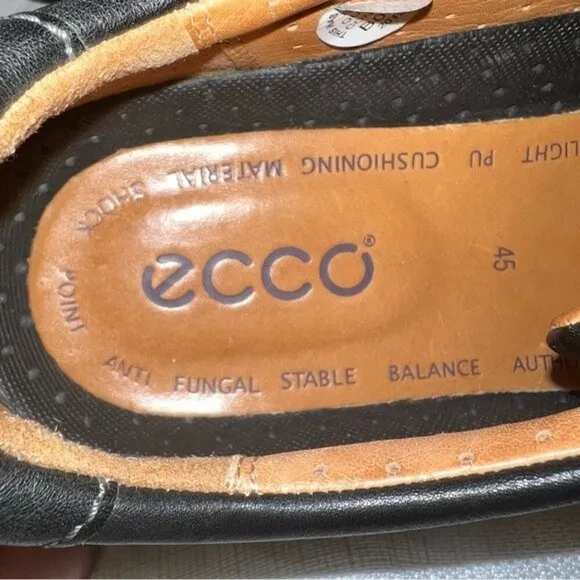 LIGHT PU CUSHIONING MATERIAL SHOCK POINT ANTI FUNGAL STABLE BALANCE
ecco®
45